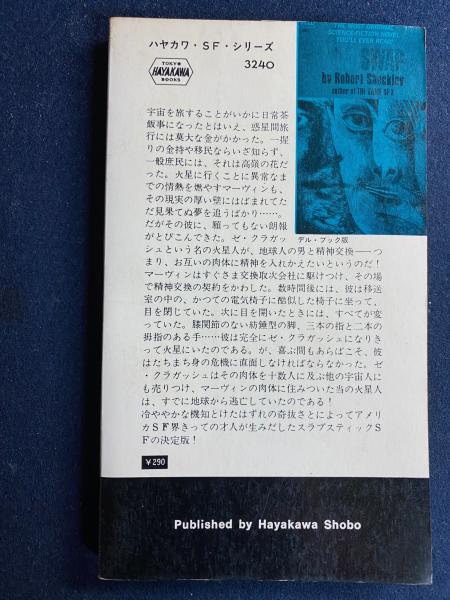 ハヤカワ・SF・シリーズ
TOKYO
HAYAKAWA
BOOKS
3240
THE MOST ORIGINAL
SCIENCE-FICTION NOVEL
YOU'LL EVER READ!
SWAP
by Robert Sheckley
author of THE GAME OF X
デル・ブック版
宇宙を旅することがいかに日常茶
飯事になったとはいえ、惑星間旅
行には莫大な金がかかった。一握
りの金持や移民ならいざ知らず、
一般庶民には、それは高嶺の花だ
った。火星に行くことに異常なま
での情熱を燃やすマーヴィンも、
その現実の厚い壁にはばまれてた
だ見果てぬ夢を追うばかり……。
だがその彼に、願ってもない朗報
がとびこんできた。ゼ・クラガッ
シュという名の火星人が、地球人の男と精神交換――つ
まり、お互いの肉体に精神を入れかえたいというのだ！
マーヴィンはすぐさま交換取次会社に駆けつけ、その場
で精神交換の契約をかわした。数時間後には、彼は移送
室の中の、かつての電気椅子に酷似した椅子に坐って、
目を閉じていた。次に目を開いたときには、すべてが変
っていた。膝関節のない紡錘型の脚、三本の指と二本の
拇指のある手……彼は完全にゼ・クラガッシュになりき
って火星にいたのである。が、喜ぶ間もあらばこそ、彼
はたちまち身の危機に直面しなければならなかった。ゼ
・クラガッシュはその肉体を十数人に及ぶ他の宇宙人に
も売りつけ、マーヴィンの肉体に住みついた当の火星人
は、すでに地球から逃亡していたのである！
冷ややかな機知とけたはずれの奇抜さとによってアメリ
カSF界きっての才人が生みだしたスラプスティックS
Fの決定版！
¥290
Published by Hayakawa Shobo